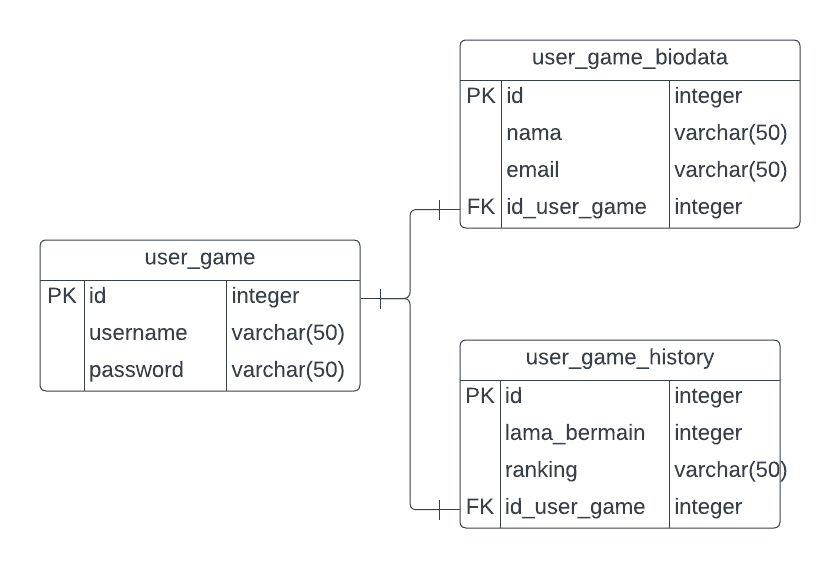 user_game_biodata
PK id integer
nama varchar(50)
email varchar(50)
FK id_user_game integer
user_game
PK id integer
username varchar(50)
password varchar(50)
user_game_history
PK id integer
lama_bermain integer
ranking varchar(50)
FK id_user_game integer